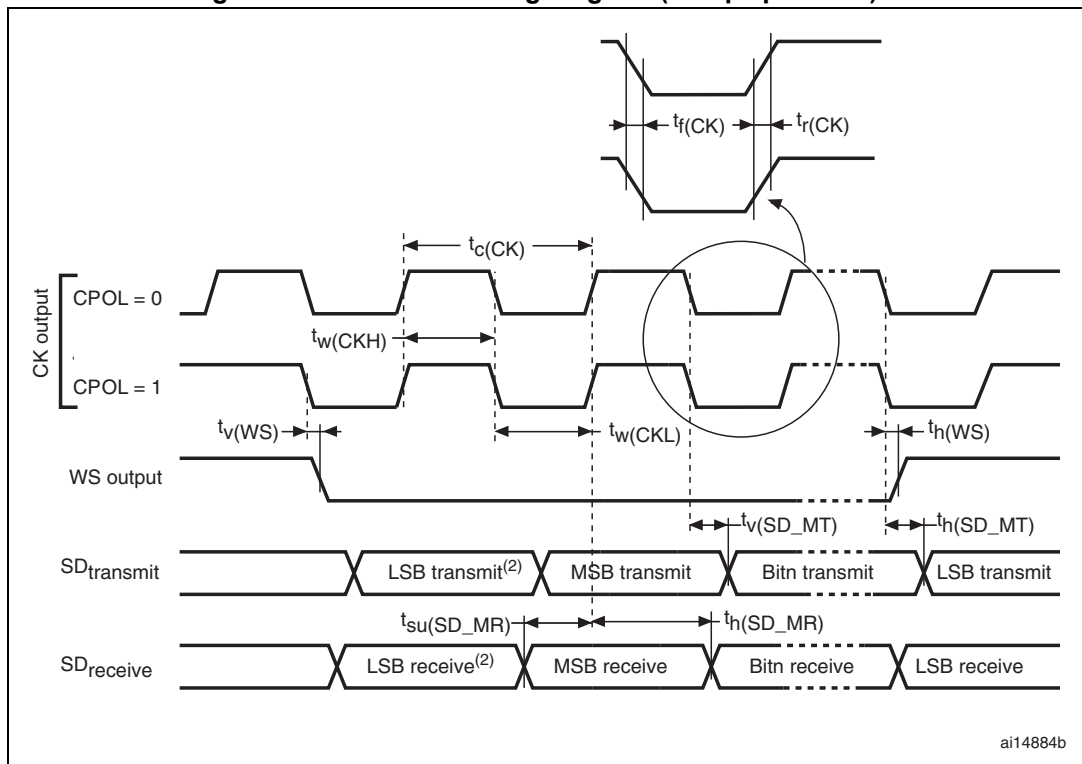 tf(CK)
tr(CK)
tc(CK)
CK output
CPOL = 0
tw(CKH)
CPOL = 1
tv(WS)
tw(CKL)
th(WS)
WS output
tv(SD_MT)
th(SD_MT)
SDtransmit
LSB transmit(2)
MSB transmit
Bitn transmit
LSB transmit
tsu(SD_MR)
th(SD_MR)
SDreceive
LSB receive(2)
MSB receive
Bitn receive
LSB receive
ai14884b